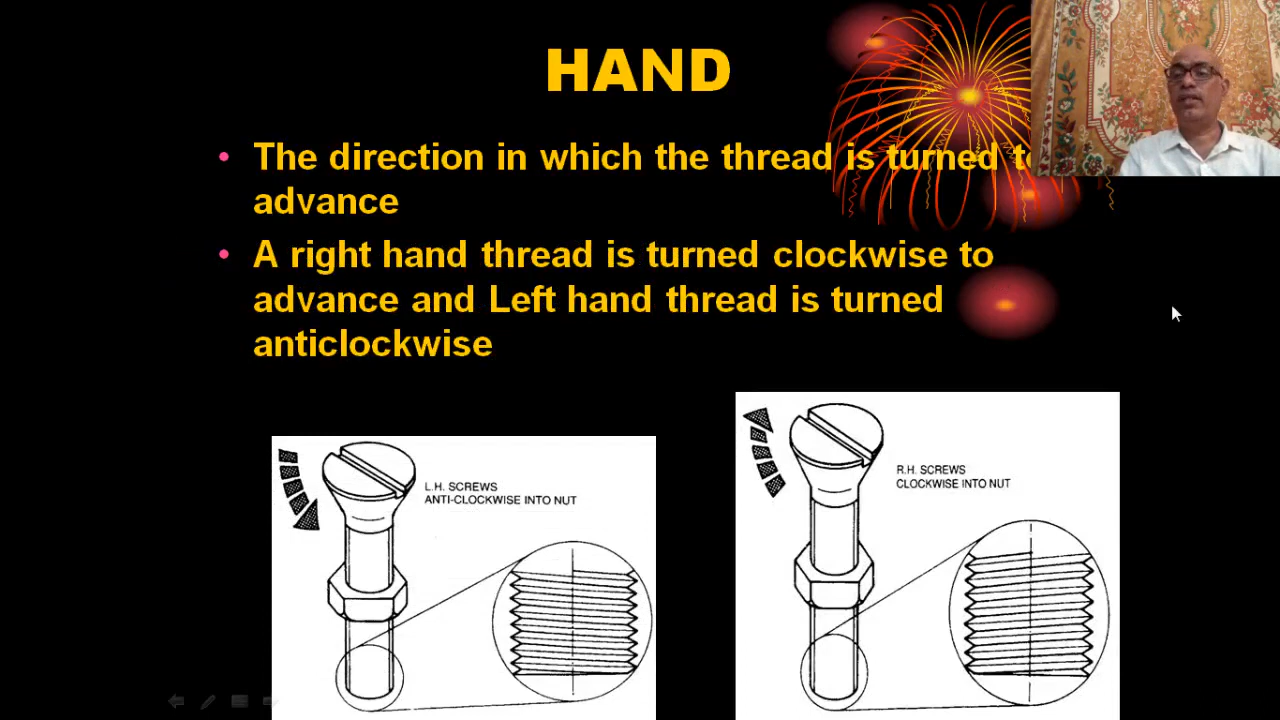 HAND
• The direction in which the thread is turned to
advance
• A right hand thread is turned clockwise to
advance and Left hand thread is turned
anticlockwise
L.H. SCREWS
ANTI-CLOCKWISE INTO NUT
R.H. SCREWS
CLOCKWISE INTO NUT